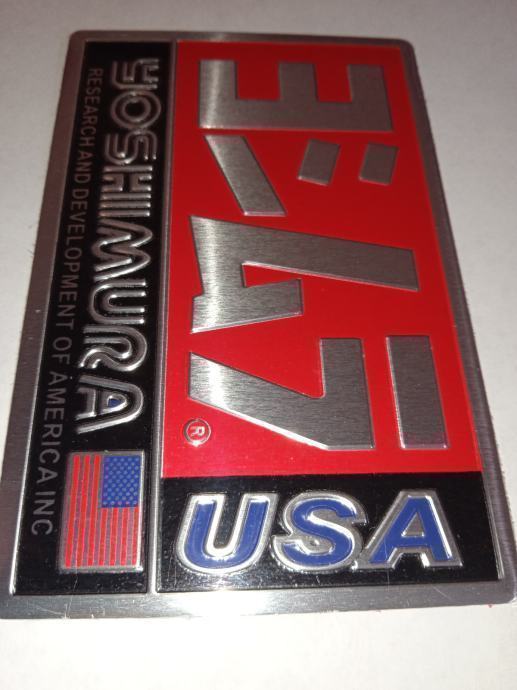 ヨシムラ®
USA
YOSHIMURA
RESEARCH AND DEVELOPMENT OF AMERICA INC